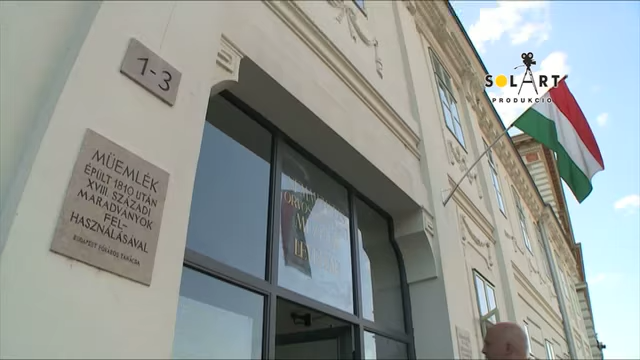 SOLART
PRODUKCIÓ
1-3
MŰEMLÉK
ÉPÜLT 1810 UTÁN
XVIII. SZÁZADI
MARADVÁNYOK
FEL-
HASZNÁLÁSÁVAL
BUDAPEST FŐVÁROS TANÁCSA